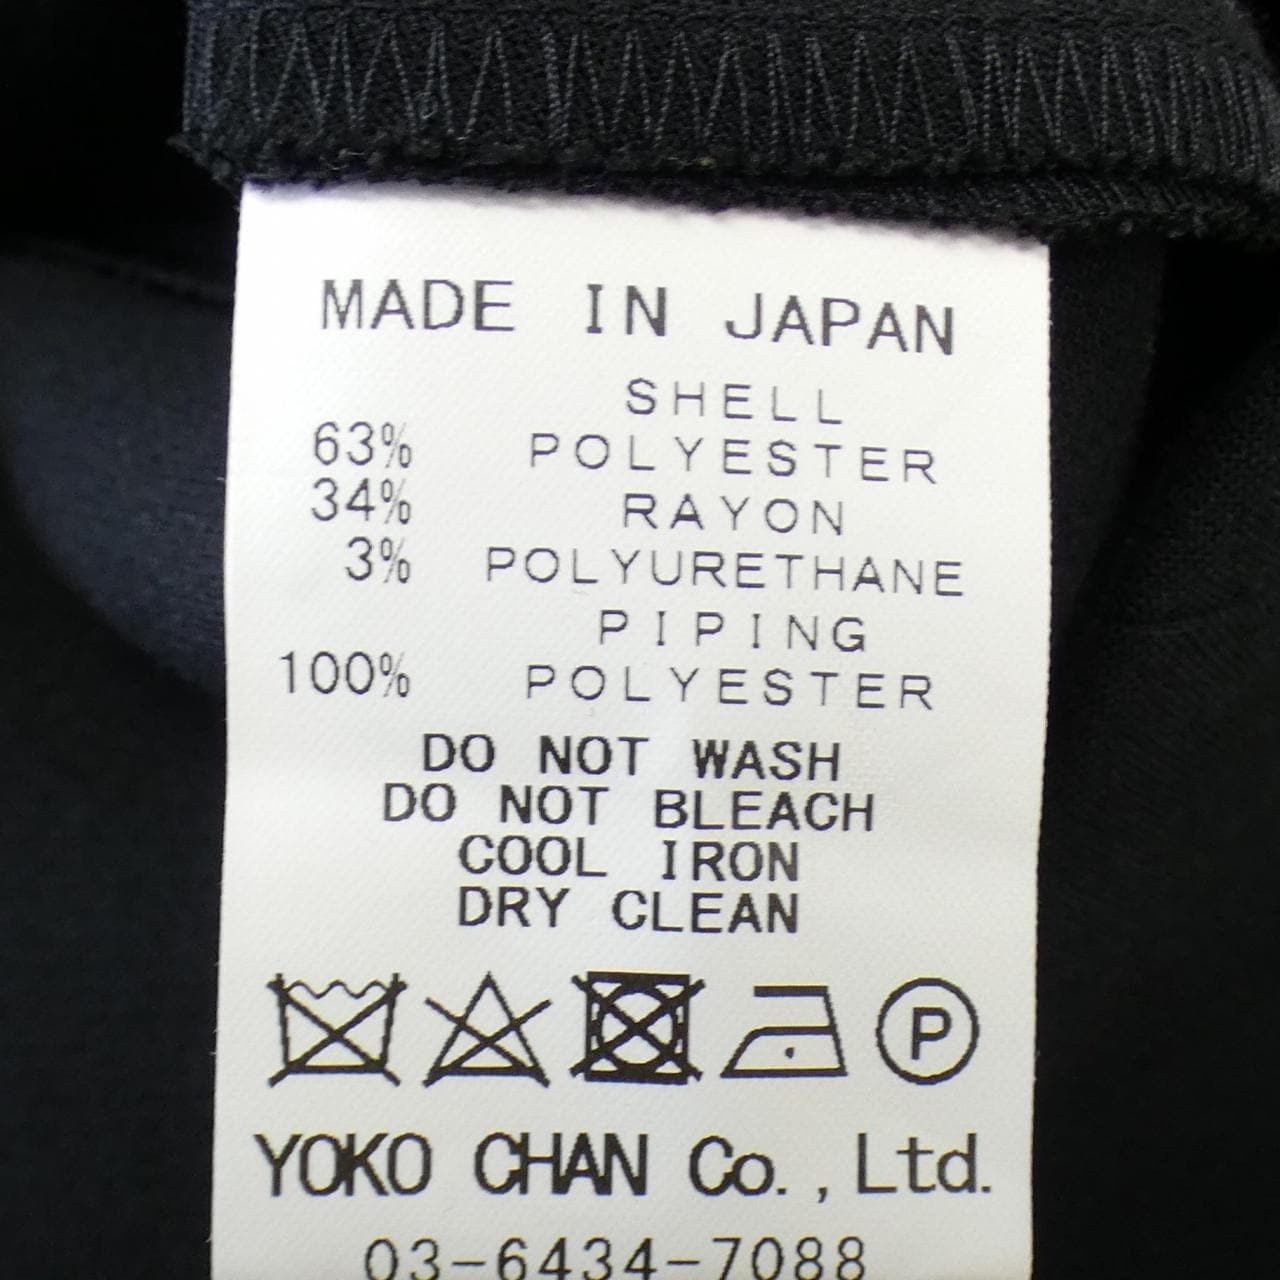 MADE IN JAPAN
SHELL
63% POLYESTER
34% RAYON
3% POLYURETHANE
PIPING
100% POLYESTER
DO NOT WASH
DO NOT BLEACH
COOL IRON
DRY CLEAN
P
YOKO CHAN Co., Ltd.
03-6434-7088